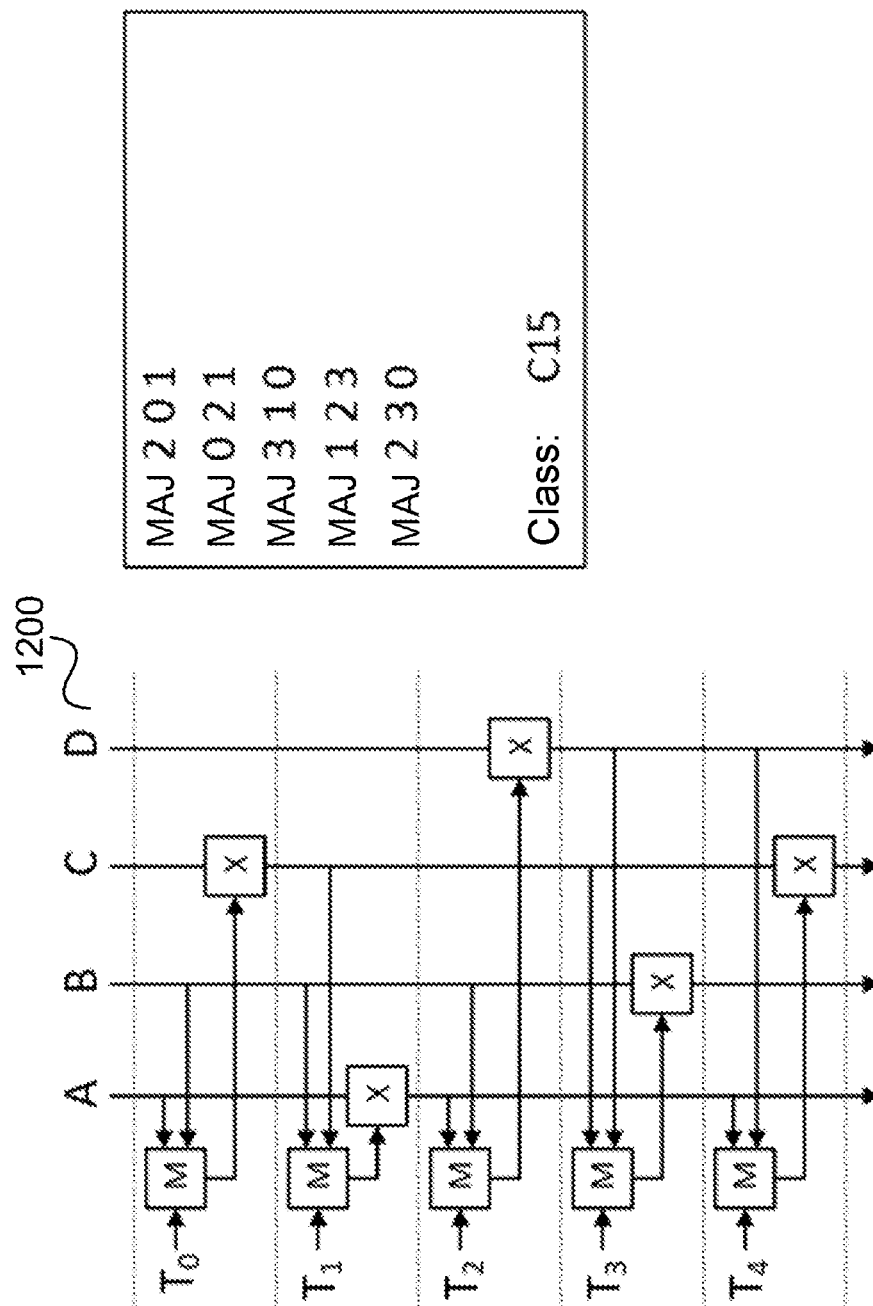 1200
A B C D
T0 M X
T1 M X
T2 M X
T3 M X
T4 M X
MAJ 2 0 1
MAJ 0 2 1
MAJ 3 1 0
MAJ 1 2 3
MAJ 2 3 0
Class: C15